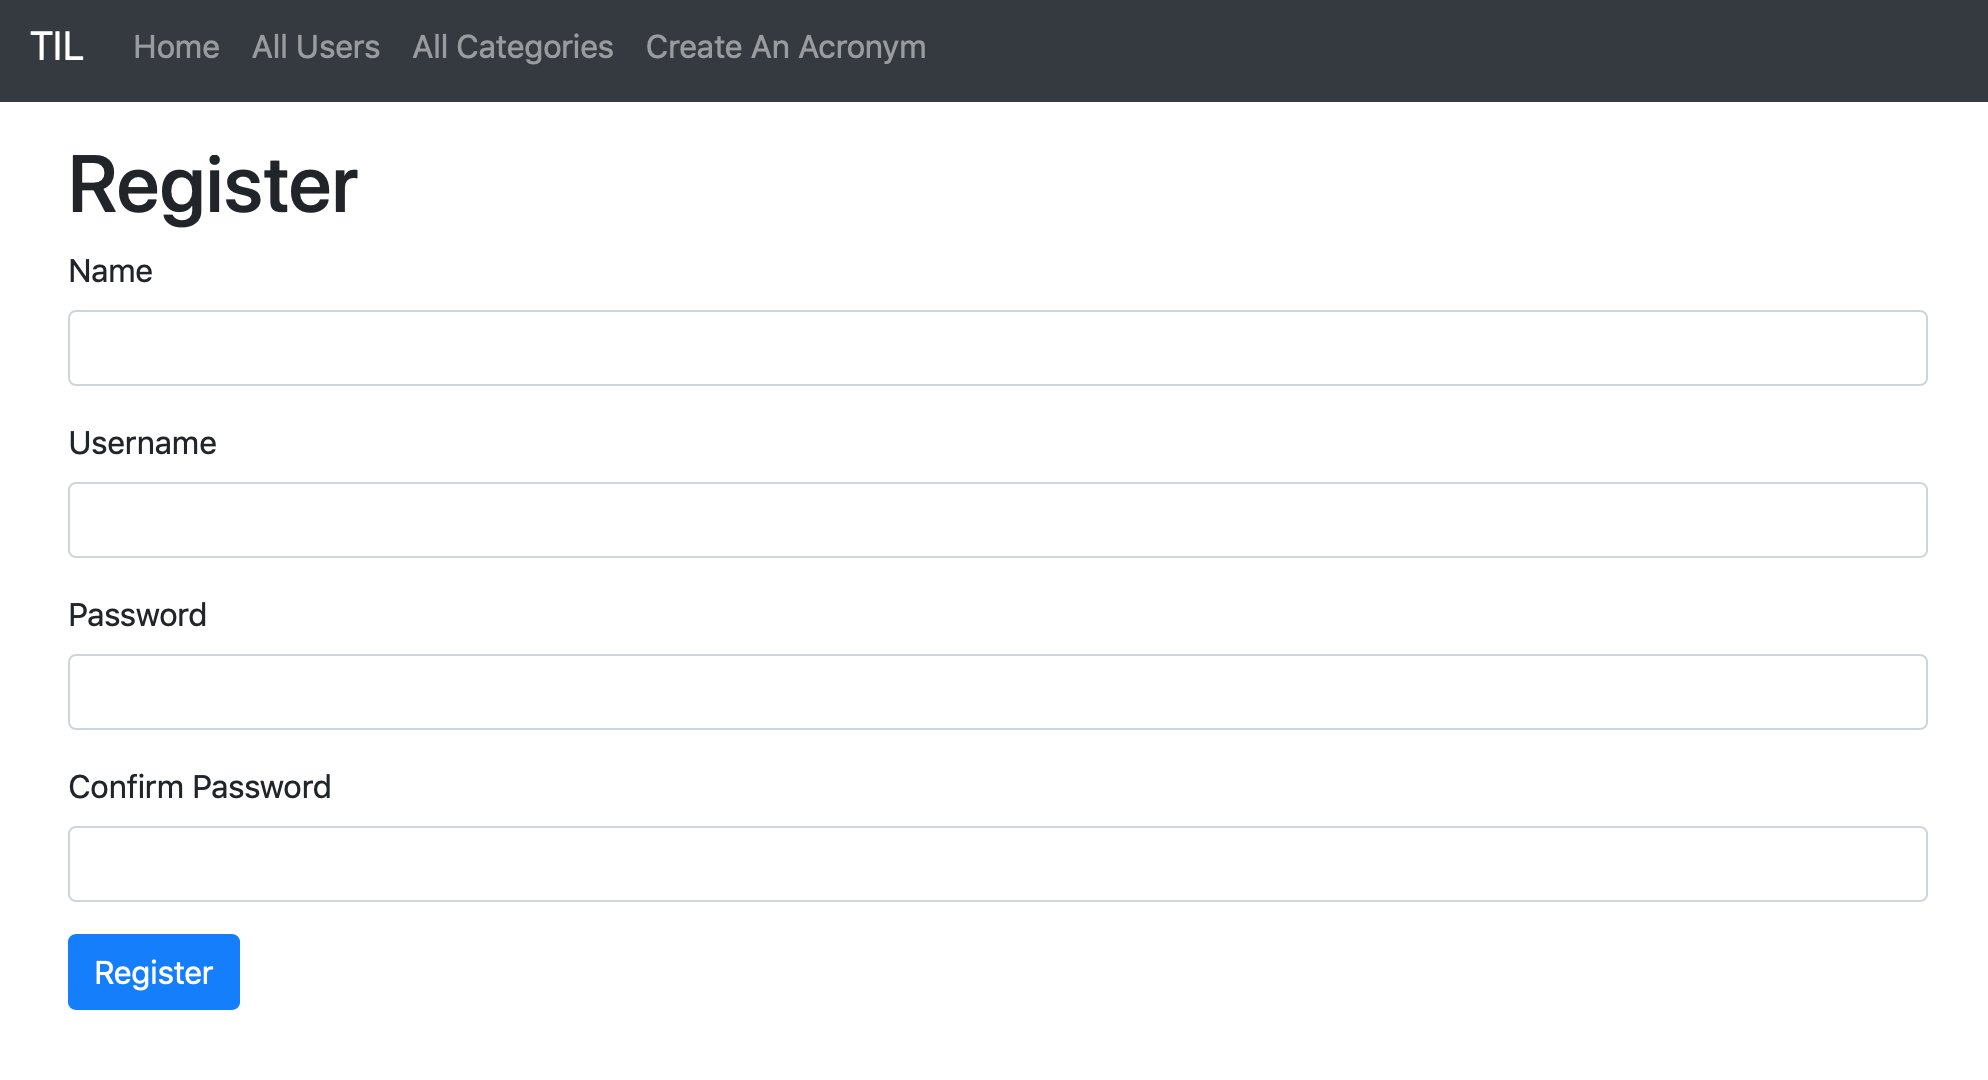 TIL Home All Users All Categories Create An Acronym
Register
Name
Username
Password
Confirm Password
Register